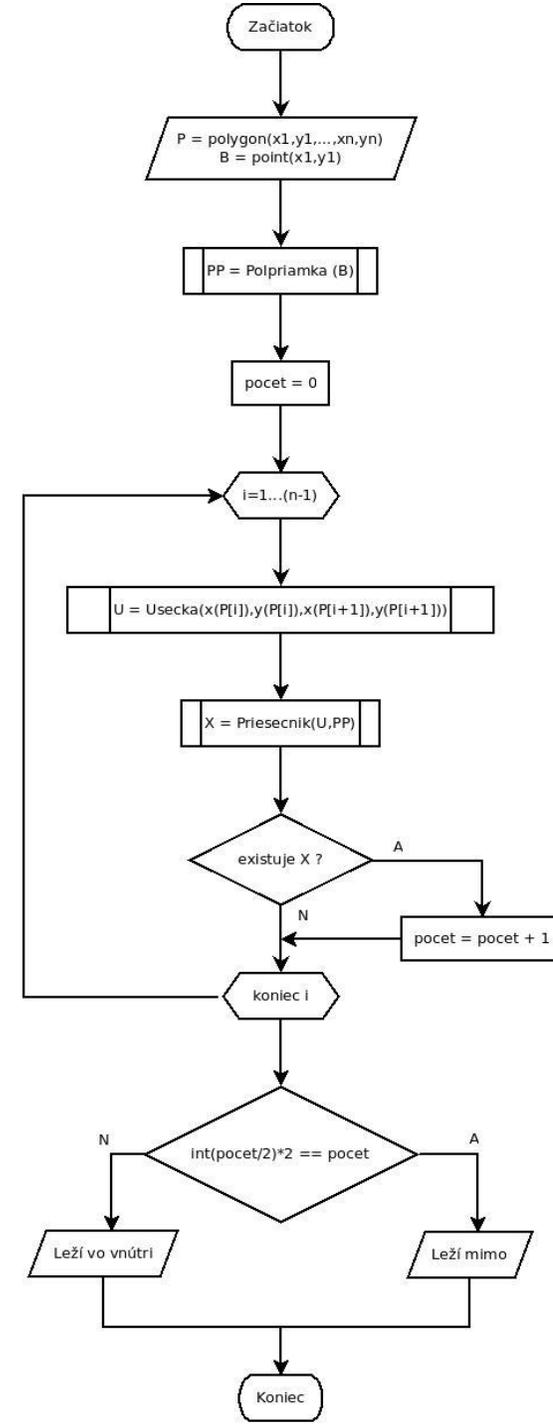 Začiatok
P = polygon(x1,y1,...,xn,yn)
B = point(x1,y1)
PP = Polpriamka (B)
pocet = 0
i=1...(n-1)
U = Usecka(x(P[i]),y(P[i]),x(P[i+1]),y(P[i+1]))
X = Priesecnik(U,PP)
existuje X ?
A
N
pocet = pocet + 1
koniec i
int(pocet/2)*2 == pocet
N
A
Leží vo vnútri
Leží mimo
Koniec